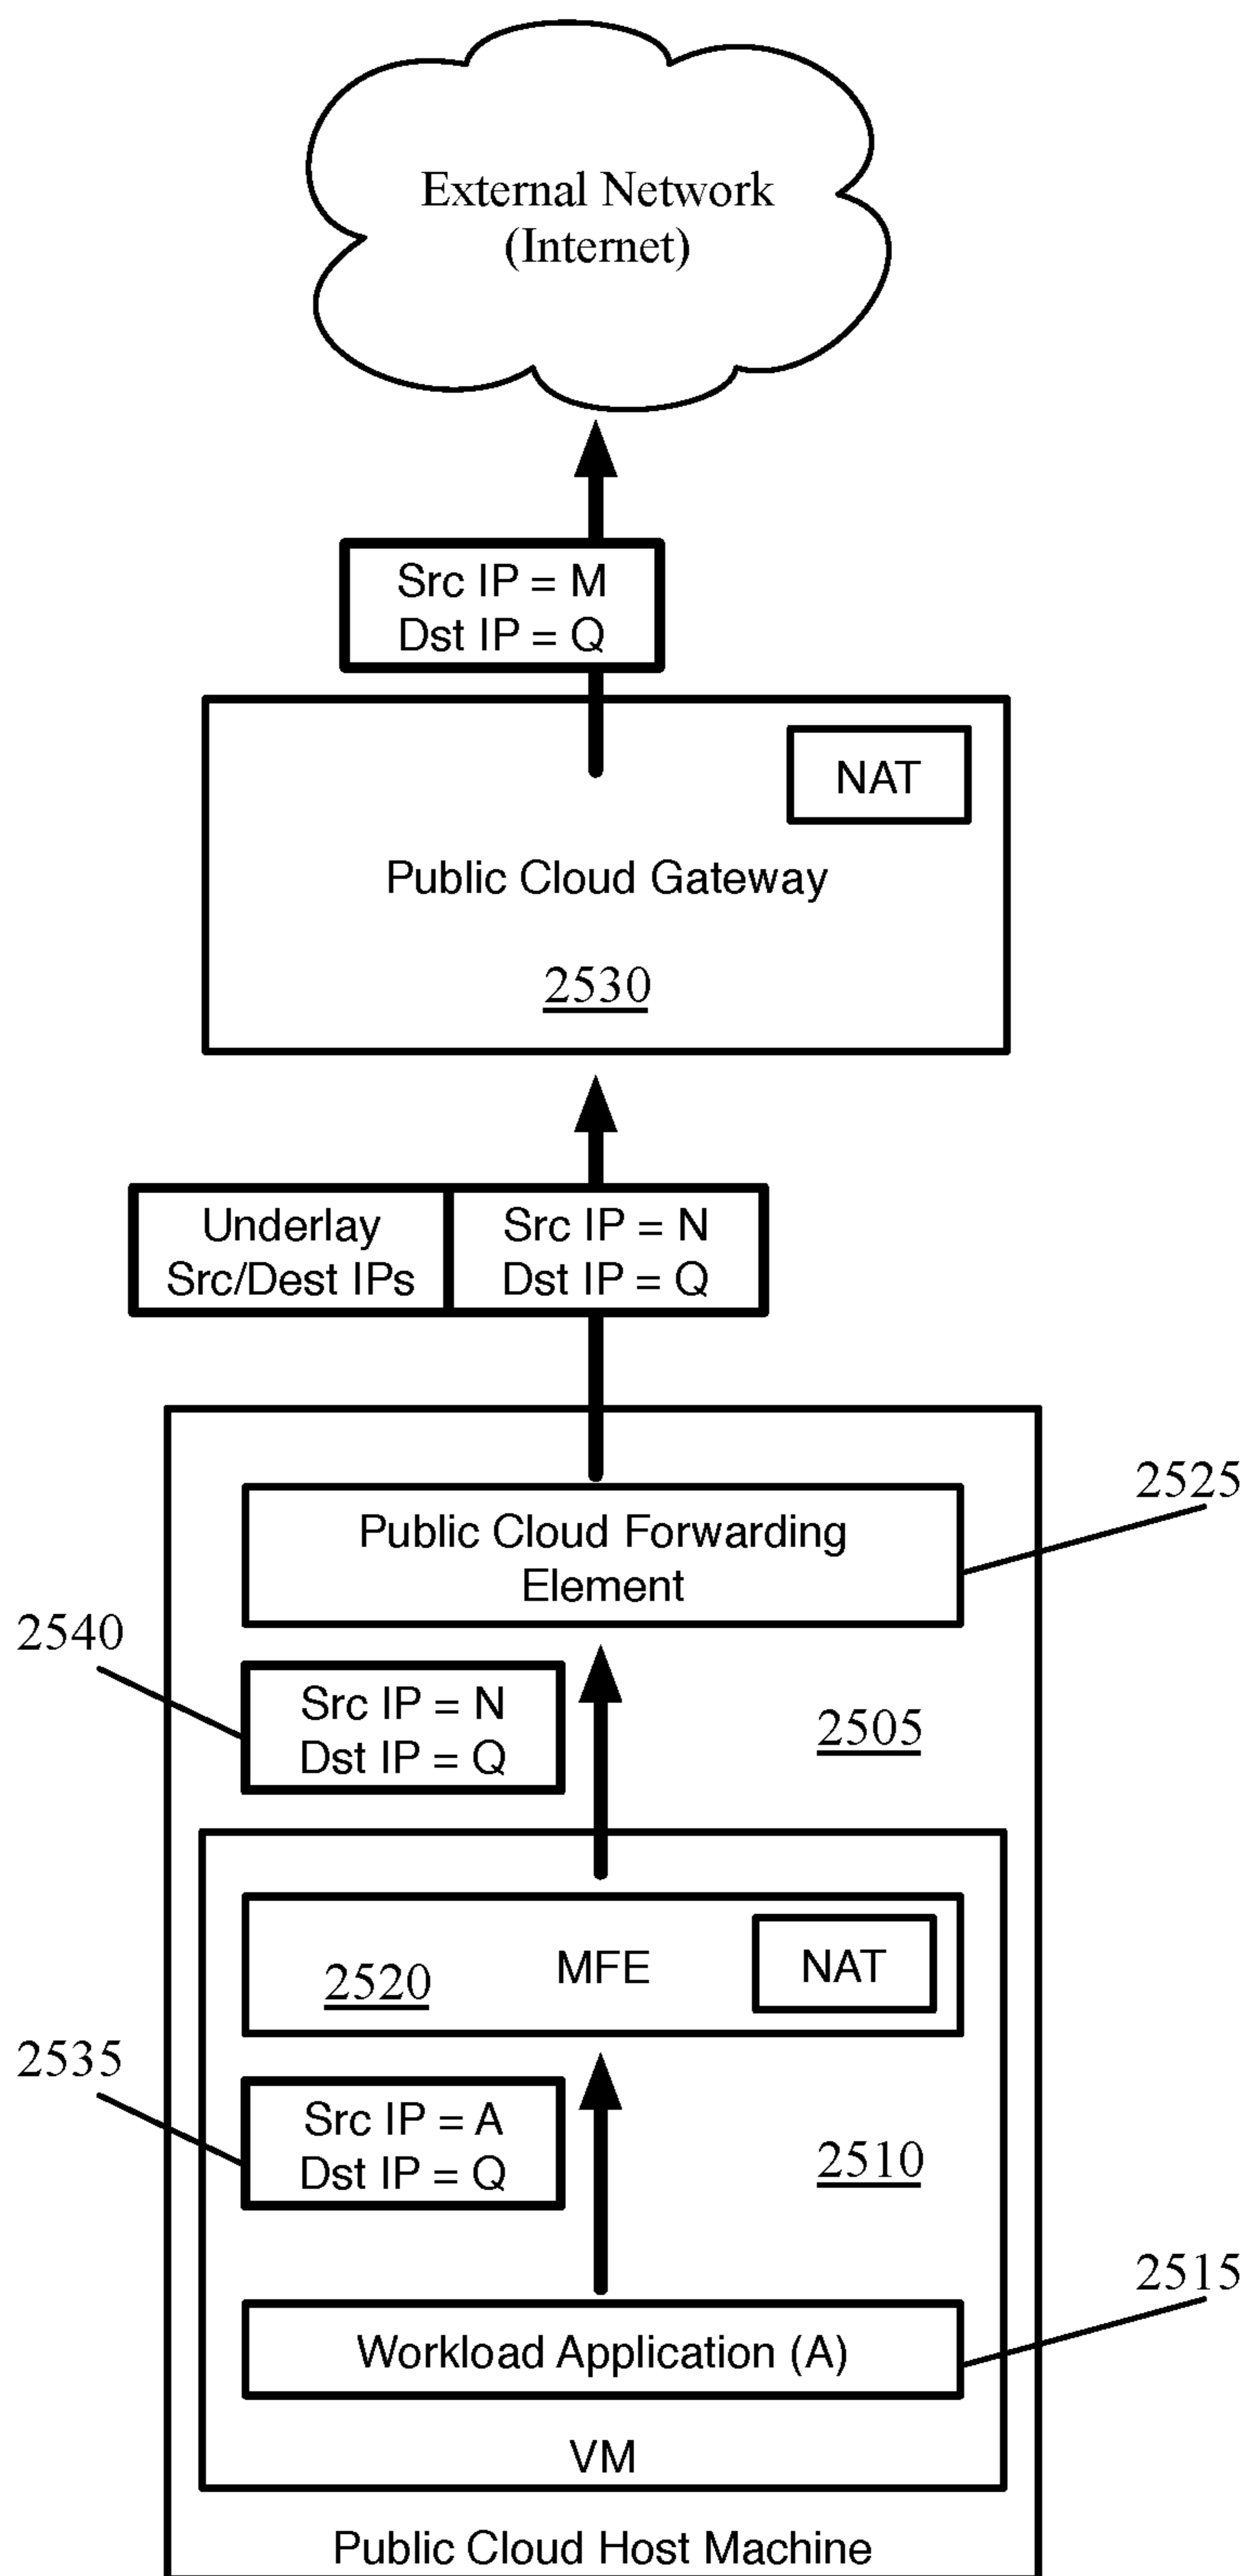 External Network
(Internet)
Src IP = M
Dst IP = Q
NAT
Public Cloud Gateway
2530
Underlay
Src/Dest IPs
Src IP = N
Dst IP = Q
2525
Public Cloud Forwarding
Element
2540
Src IP = N
Dst IP = Q
2505
2520
MFE
NAT
2535
Src IP = A
Dst IP = Q
2510
2515
Workload Application (A)
VM
Public Cloud Host Machine